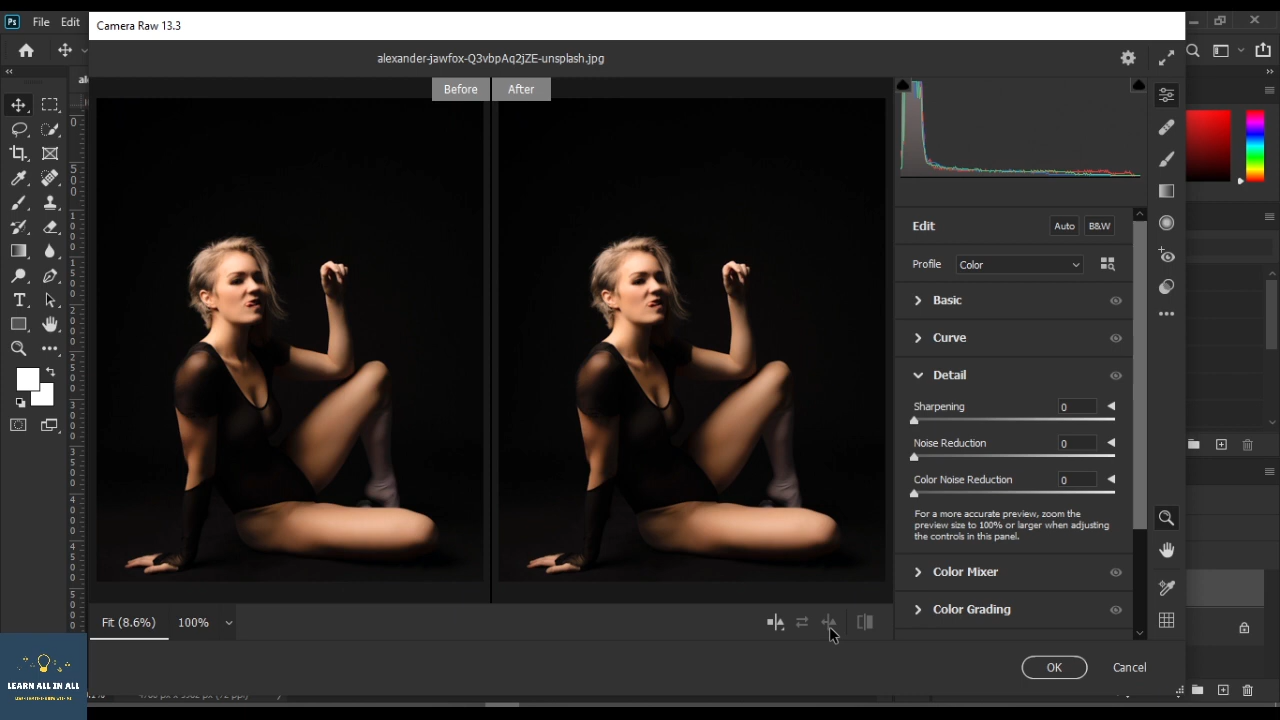 Camera Raw 13.3
Ps File Edit
alexander-jawfox-Q3vbpAq2jZE-unsplash.jpg
Before After
Edit Auto B&W
Profile Color
Basic
Curve
Detail
Sharpening 0
Noise Reduction 0
Color Noise Reduction 0
For a more accurate preview, zoom the
preview size to 100% or larger when adjusting
the controls in this panel.
Color Mixer
Color Grading
Fit (8.6%) 100%
OK Cancel
LEARN ALL IN ALL